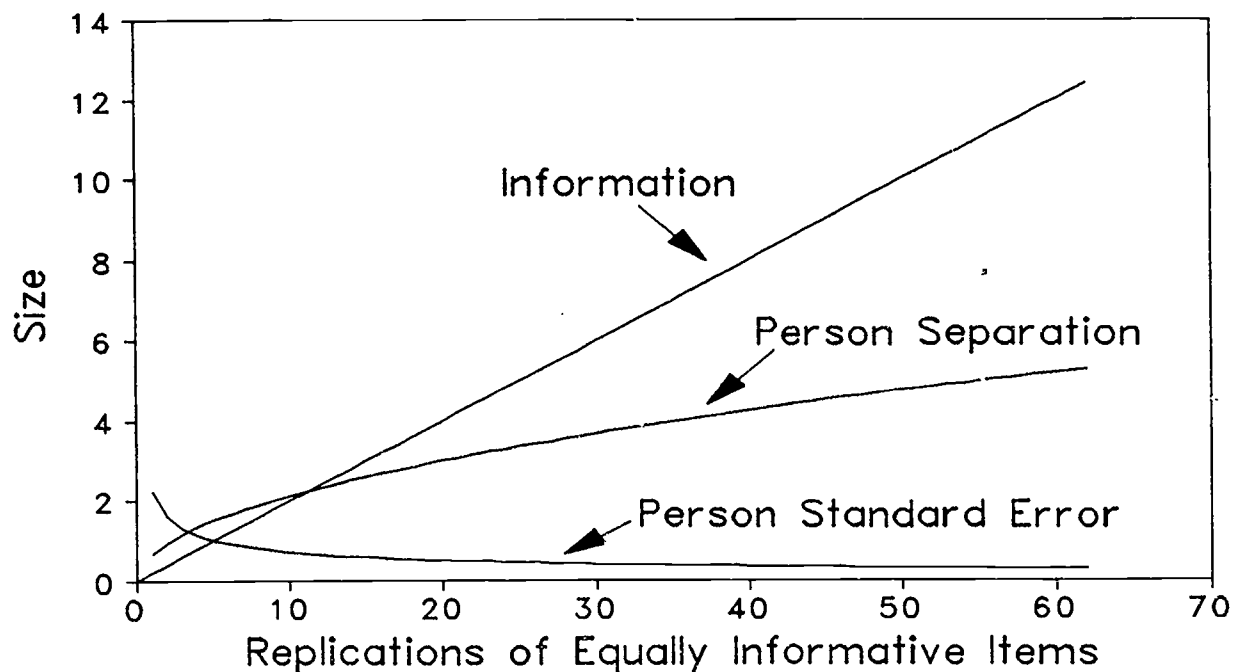 14
12
10
8
6
4
2
0
Size
Information
Person Separation
Person Standard Error
0 10 20 30 40 50 60 70
Replications of Equally Informative Items